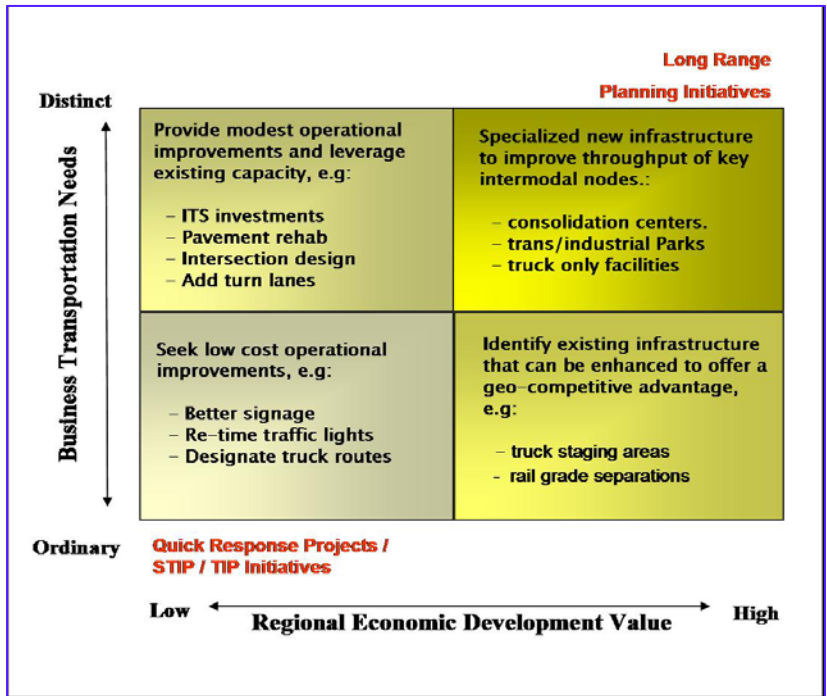 Long Range
Planning Initiatives
Distinct
Business Transportation Needs
Provide modest operational
improvements and leverage
existing capacity, e.g:
– ITS investments
– Pavement rehab
– Intersection design
– Add turn lanes
Specialized new infrastructure
to improve throughput of key
intermodal nodes.:
– consolidation centers.
– trans/industrial Parks
– truck only facilities
Seek low cost operational
improvements, e.g:
– Better signage
– Re-time traffic lights
– Designate truck routes
Identify existing infrastructure
that can be enhanced to offer a
geo-competitive advantage,
e.g:
– truck staging areas
- rail grade separations
Ordinary
Quick Response Projects /
STIP / TIP Initiatives
Low
Regional Economic Development Value
High